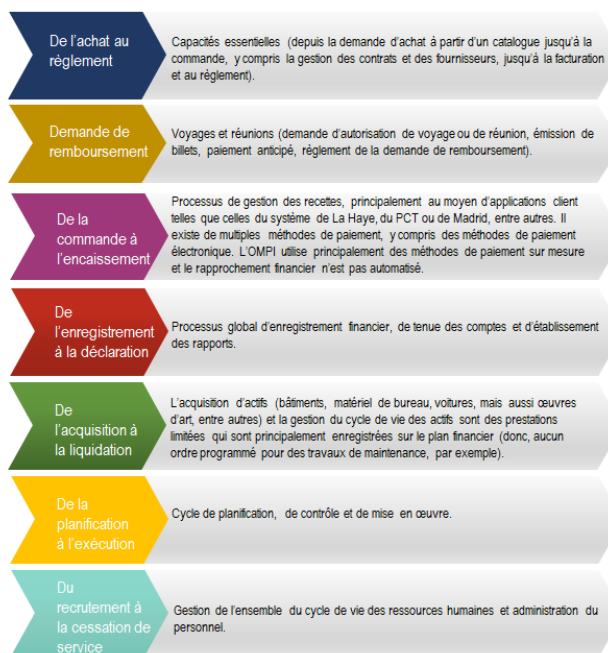 De l'achat au
règlement
Capacités essentielles (depuis la demande d'achat à partir d'un catalogue jusqu'à la
commande, y compris la gestion des contrats et des fournisseurs, jusqu'à la facturation
et au règlement).
Demande de
remboursement
Voyages et réunions (demande d'autorisation de voyage ou de réunion, émission de
billets, paiement anticipé, règlement de la demande de remboursement).
De la
commande à
l'encaissement
Processus de gestion des recettes, principalement au moyen d'applications client
telles que celles du système de La Haye, du PCT ou de Madrid, entre autres. Il
existe de multiples méthodes de paiement, y compris des méthodes de paiement
électronique. L'OMPI utilise principalement des méthodes de paiement sur mesure
et le rapprochement financier n'est pas automatisé.
De
l'enregistrement
à la déclaration
Processus global d'enregistrement financier, de tenue des comptes et d'établissement
des rapports.
De
l'acquisition à
la liquidation
L'acquisition d'actifs (bâtiments, matériel de bureau, voitures, mais aussi œuvres
d'art, entre autres) et la gestion du cycle de vie des actifs sont des prestations
limitées qui sont principalement enregistrées sur le plan financier (donc, aucun
ordre programmé pour des travaux de maintenance, par exemple).
De la
planification
à l'exécution
Cycle de planification, de contrôle et de mise en œuvre.
Du
recrutement à
la cessation de
service
Gestion de l'ensemble du cycle de vie des ressources humaines et administration du
personnel.